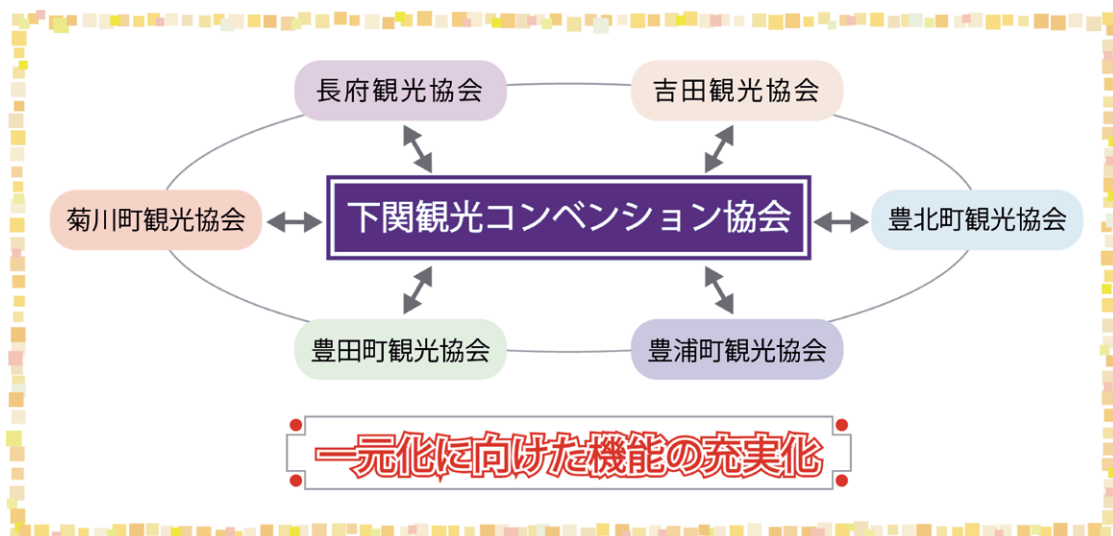 長府観光協会
吉田観光協会
菊川町観光協会
下関観光コンベンション協会
豊北町観光協会
豊田町観光協会
豊浦町観光協会
一元化に向けた機能の充実化